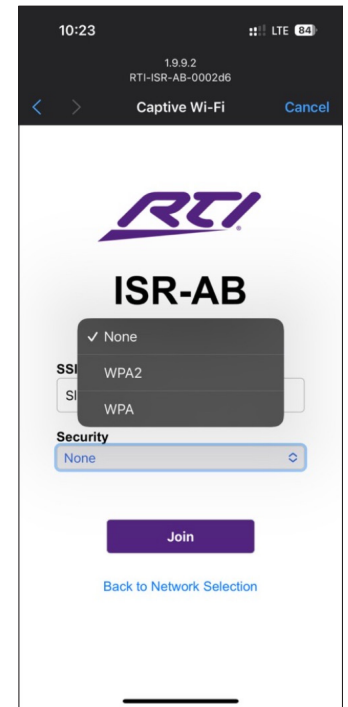 10:23
LTE 84
1.9.9.2
RTI-ISR-AB-0002d6
Captive Wi-Fi Cancel
RTI
ISR-AB
✓ None
WPA2
WPA
Security
None
Join
Back to Network Selection